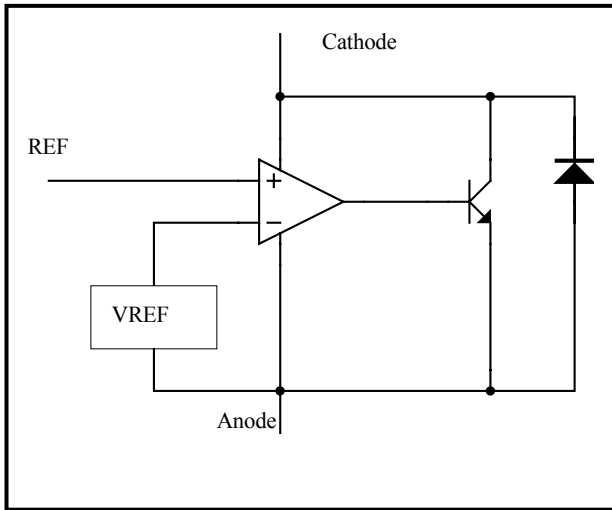 Cathode
REF
+
−
VREF
Anode